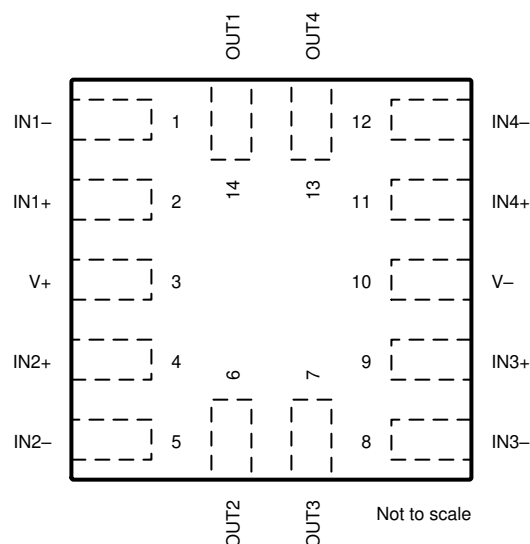 OUT1 OUT4
IN1– 1 12 IN4–
14 13
IN1+ 2 11 IN4+
V+ 3 10 V–
IN2+ 4 9 IN3+
6 7
IN2– 5 8 IN3–
OUT2 OUT3
Not to scale